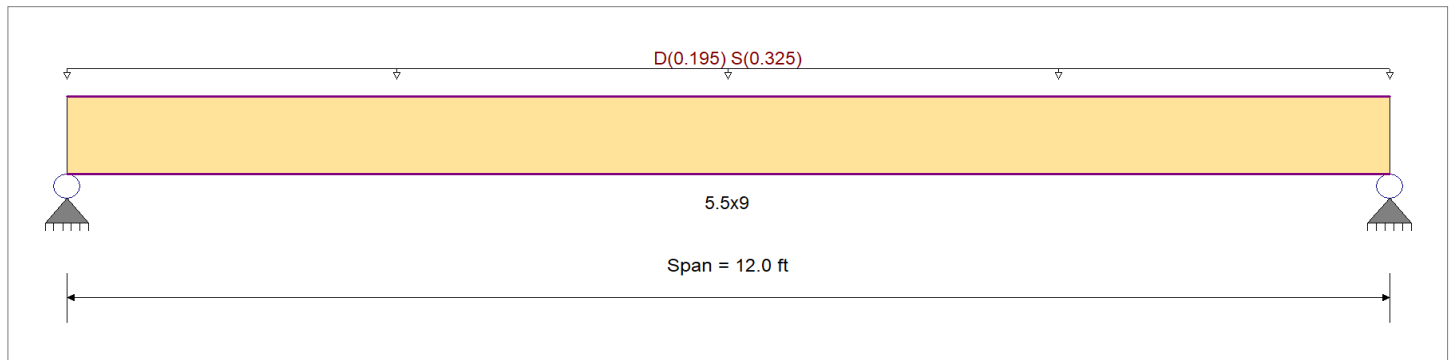 D(0.195) S(0.325)
5.5x9
Span = 12.0 ft